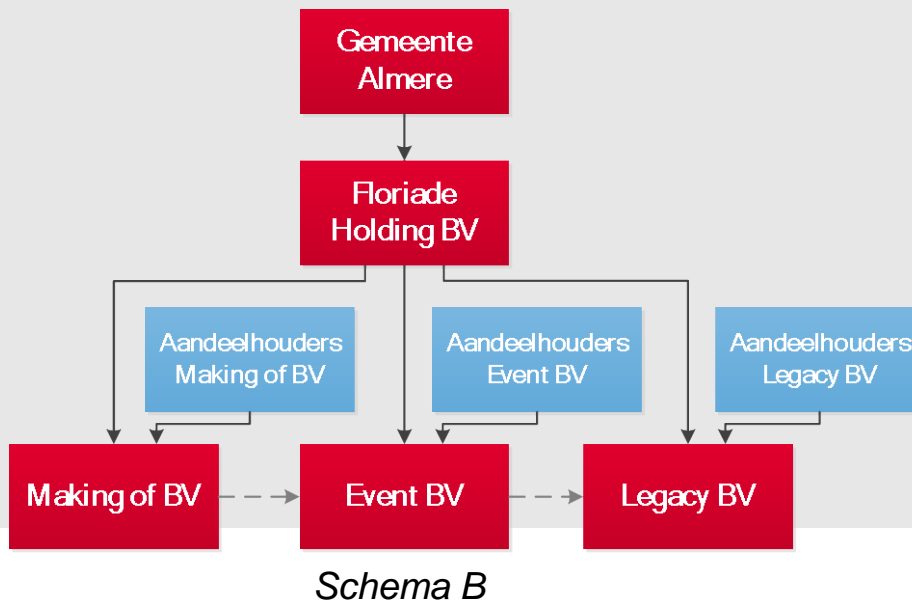 Gemeente
Almere
Floriade
Holding BV
Aandeelhouders
Making of BV
Aandeelhouders
Event BV
Aandeelhouders
Legacy BV
Making of BV
Event BV
Legacy BV
Schema B